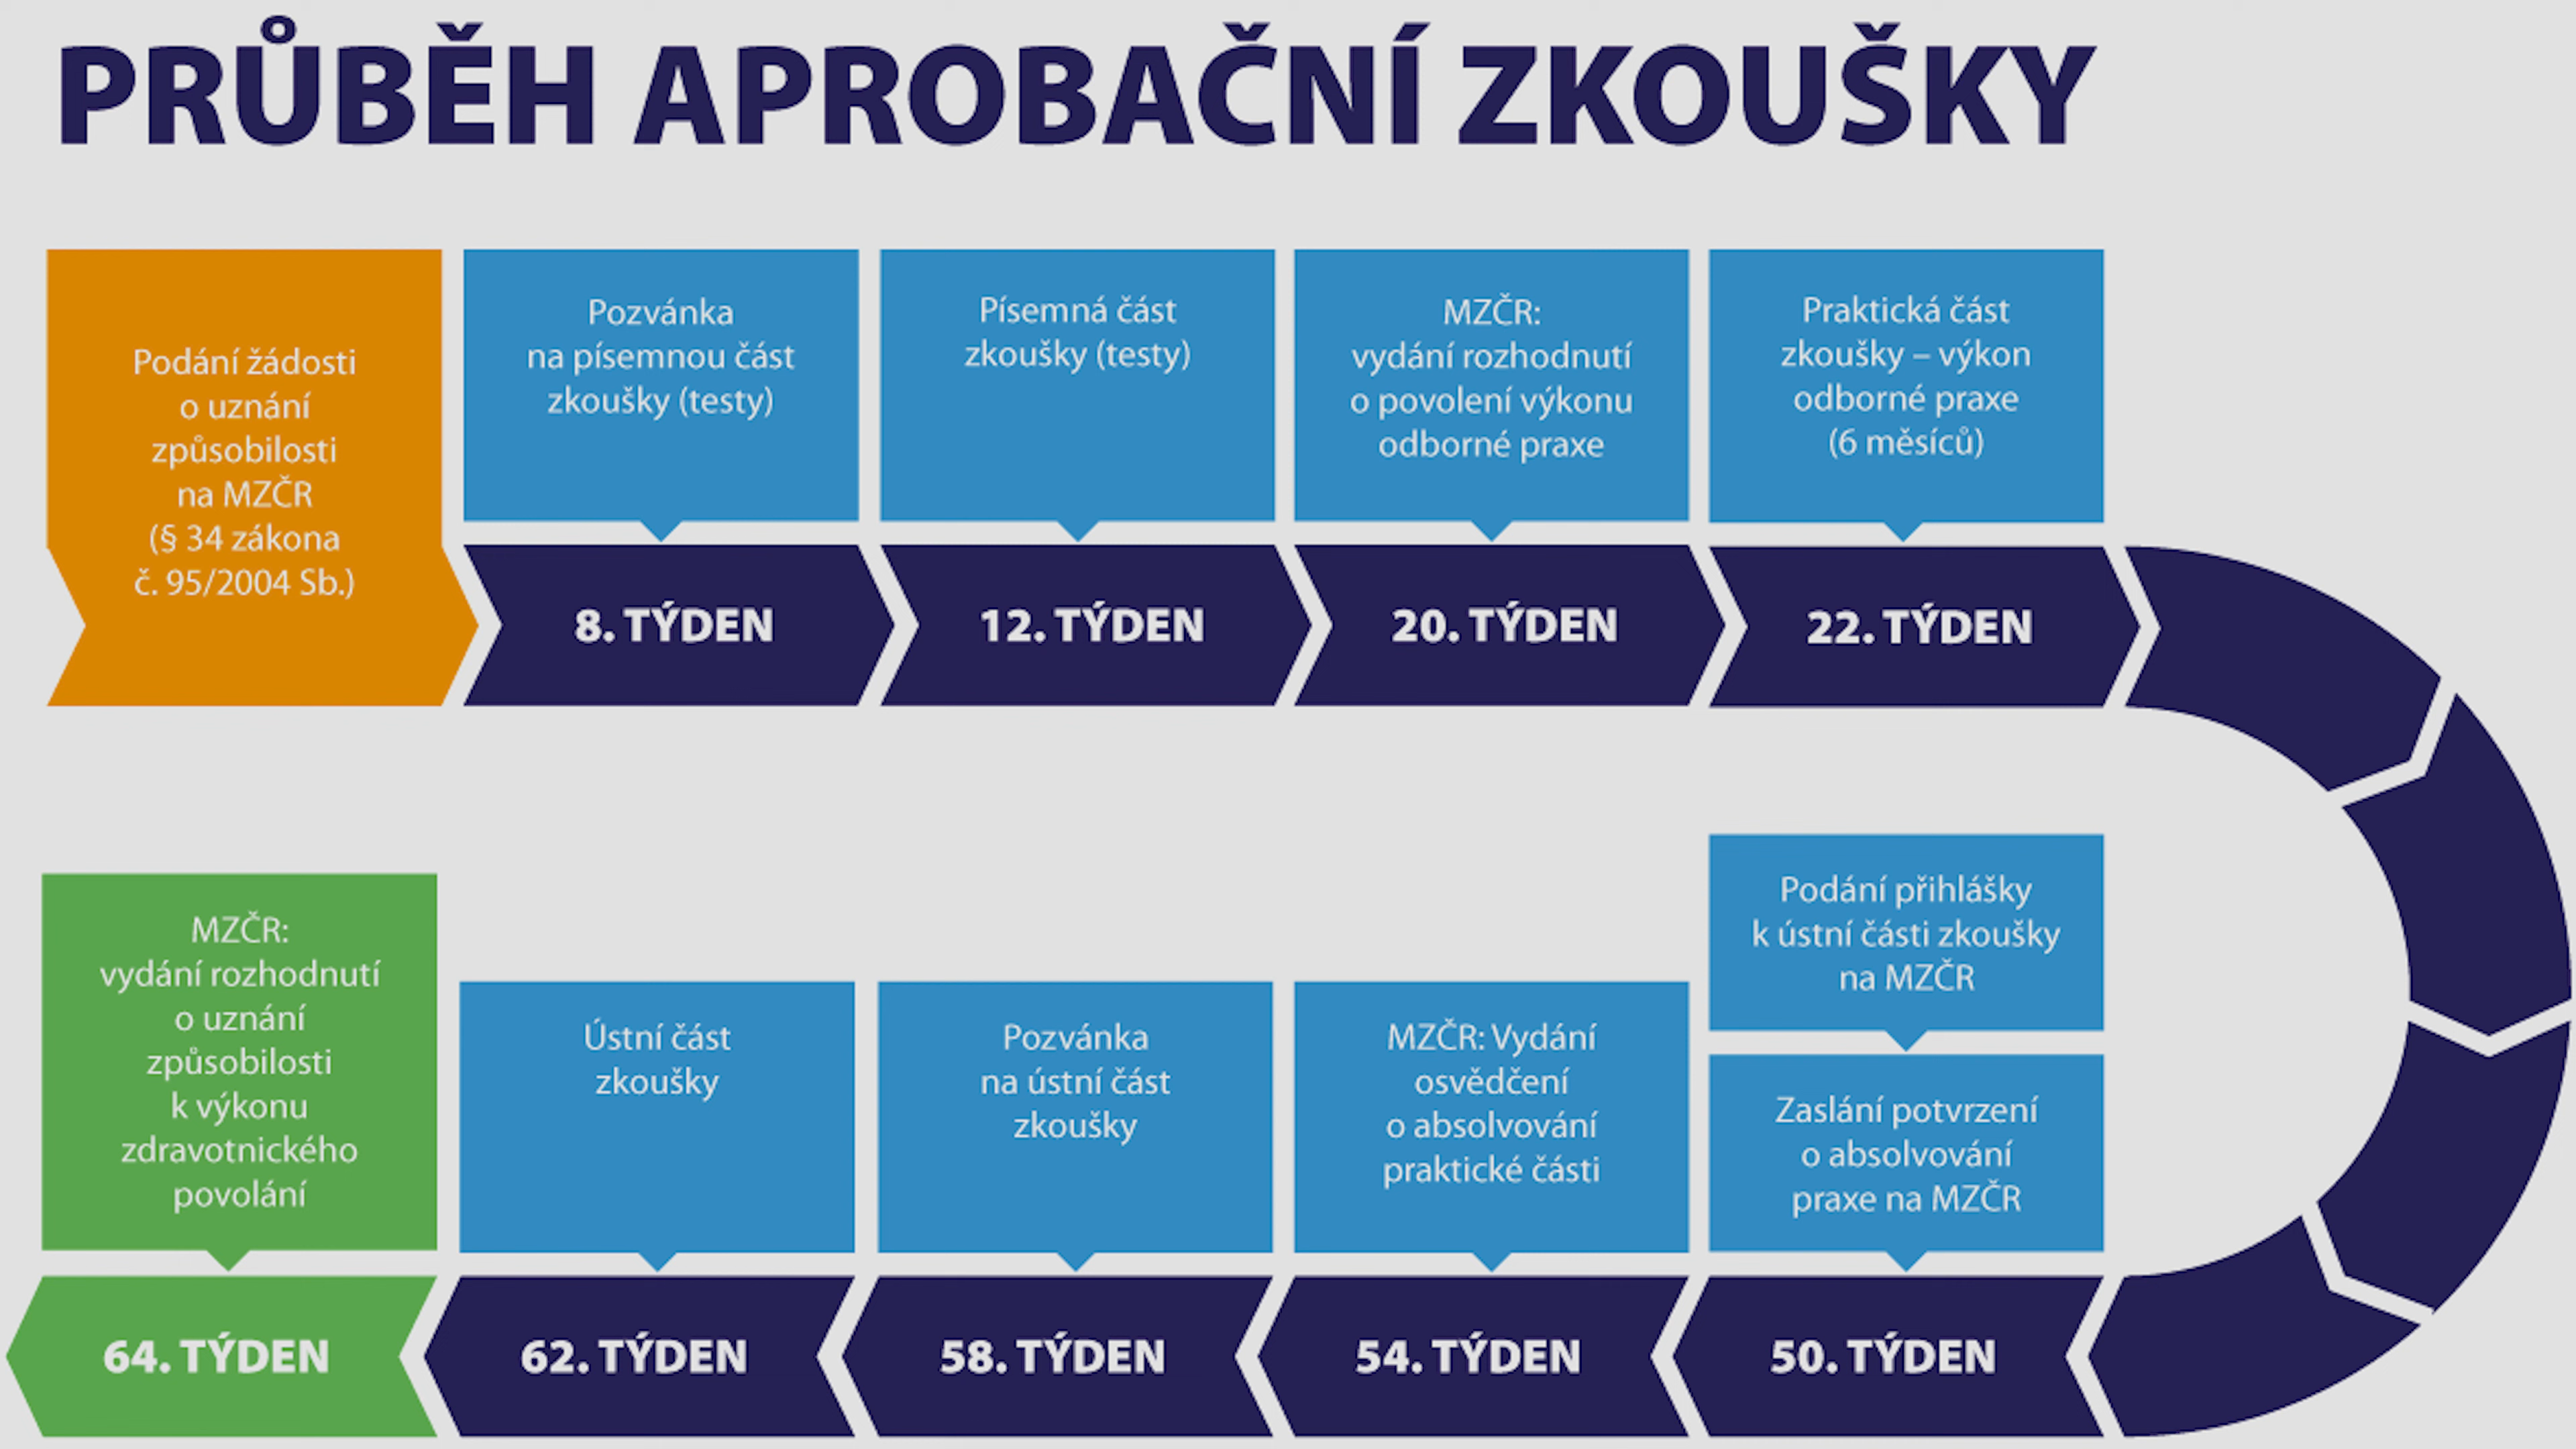 PRŮBĚH APROBAČNÍ ZKOUŠKY
Podání žádosti
o uznání
způsobilosti
na MZČR
(§ 34 zákona
č. 95/2004 Sb.)
Pozvánka
na písemnou část
zkoušky (testy)
8. TÝDEN
Písemná část
zkoušky (testy)
12. TÝDEN
MZČR:
vydání rozhodnutí
o povolení výkonu
odborné praxe
20. TÝDEN
Praktická část
zkoušky – výkon
odborné praxe
(6 měsíců)
22. TÝDEN
Podání přihlášky
k ústní části zkoušky
na MZČR
Zaslání potvrzení
o absolvování
praxe na MZČR
50. TÝDEN
MZČR: Vydání
osvědčení
o absolvování
praktické části
54. TÝDEN
Pozvánka
na ústní část
zkoušky
58. TÝDEN
Ústní část
zkoušky
62. TÝDEN
MZČR:
vydání rozhodnutí
o uznání
způsobilosti
k výkonu
zdravotnického
povolání
64. TÝDEN